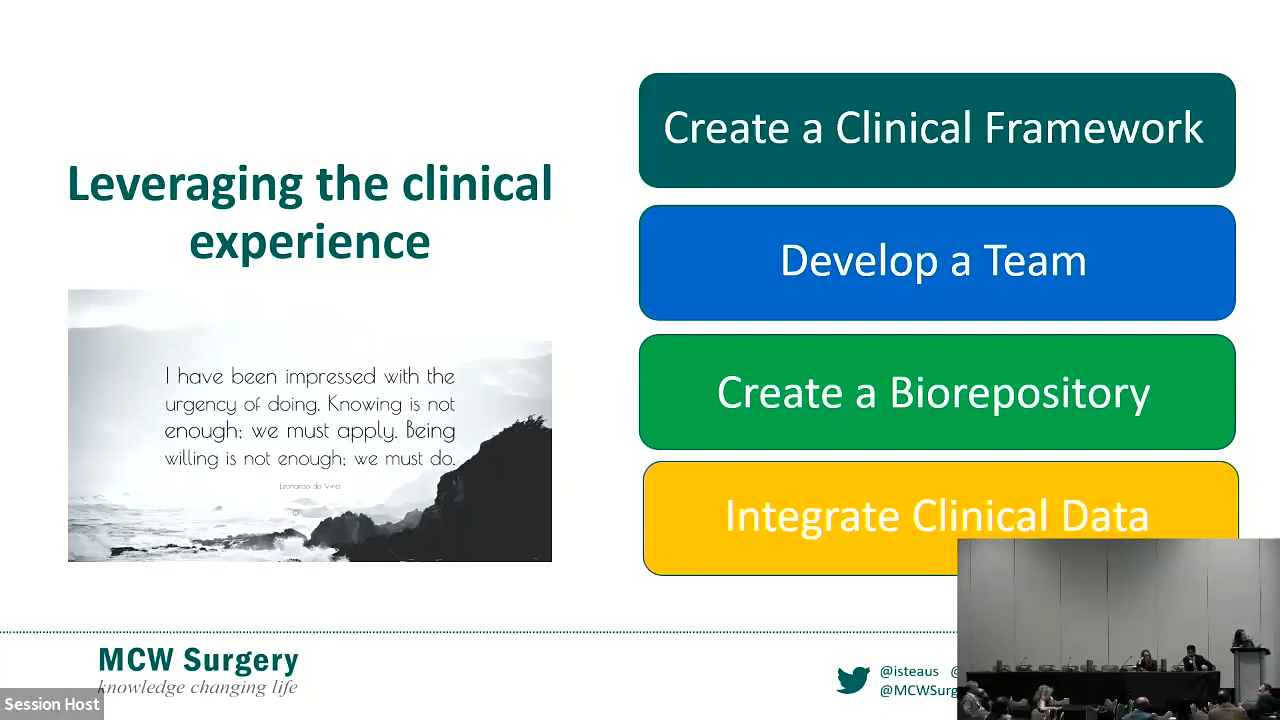 Leveraging the clinical
experience
I have been impressed with the
urgency of doing. Knowing is not
enough; we must apply. Being
willing is not enough; we must do.
Leonardo da Vinci
Create a Clinical Framework
Develop a Team
Create a Biorepository
Integrate Clinical Data
MCW Surgery
knowledge changing life
@isteaus @
@MCWSurg
Session Host